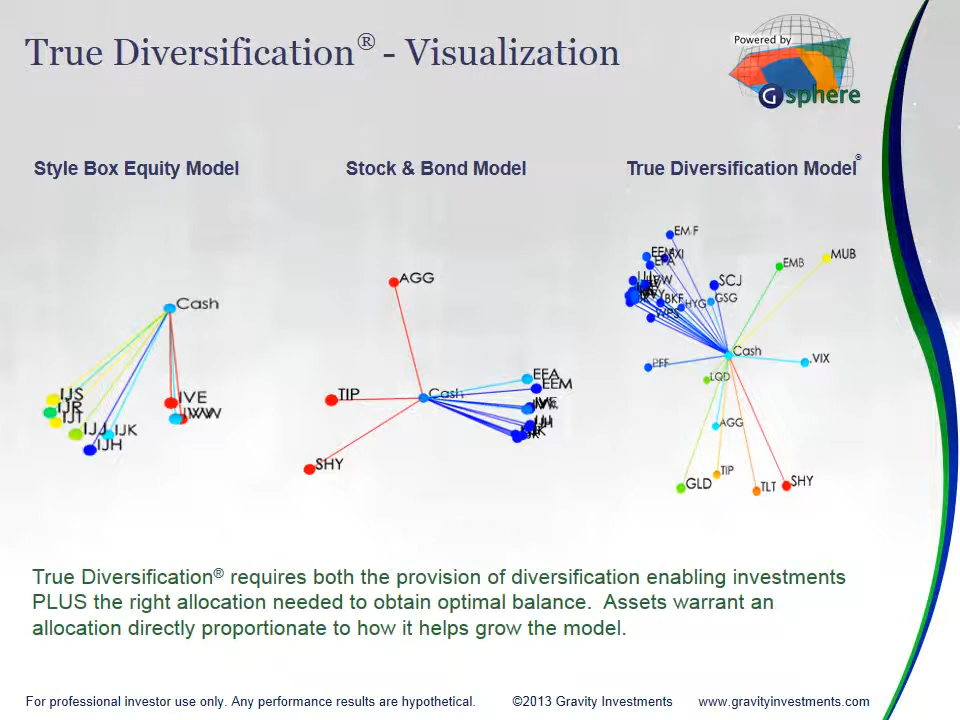 True Diversification® - Visualization
Powered by
G sphere
Style Box Equity Model
Stock & Bond Model
True Diversification Model®
Cash
IJS
IJR
IJT
IJJ
IJK
IJH
IVE
IVW
AGG
TIP
Cash
SHY
EEM
IJH
EMF
EMB
MUB
SCJ
BKF
HYG
GSG
Cash
.VIX
PFF
LQD
AGG
GLD
TIP
TLT
SHY
True Diversification® requires both the provision of diversification enabling investments
PLUS the right allocation needed to obtain optimal balance.  Assets warrant an
allocation directly proportionate to how it helps grow the model.
For professional investor use only. Any performance results are hypothetical.
©2013 Gravity Investments
www.gravityinvestments.com